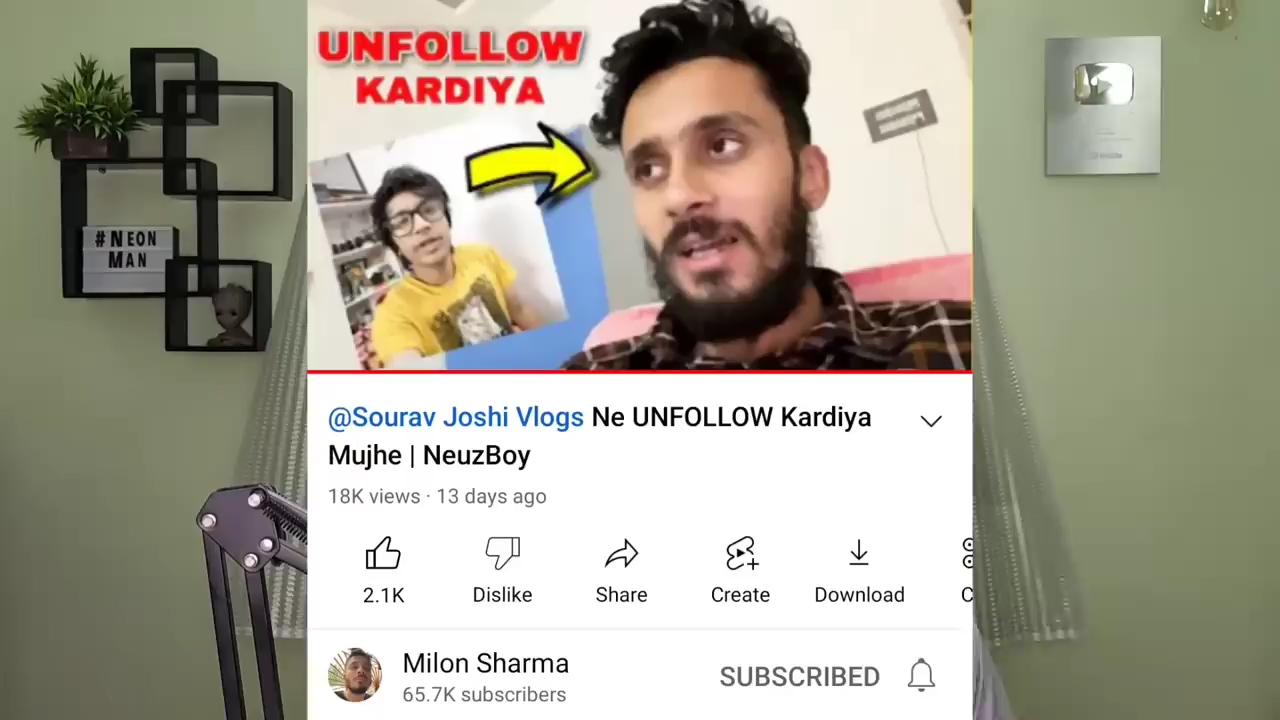 UNFOLLOW
KARDIYA
#NEON
MAN
@Sourav Joshi Vlogs Ne UNFOLLOW Kardiya
Mujhe | NeuzBoy
18K views · 13 days ago
2.1K
Dislike
Share
Create
Download
C
Milon Sharma
65.7K subscribers
SUBSCRIBED